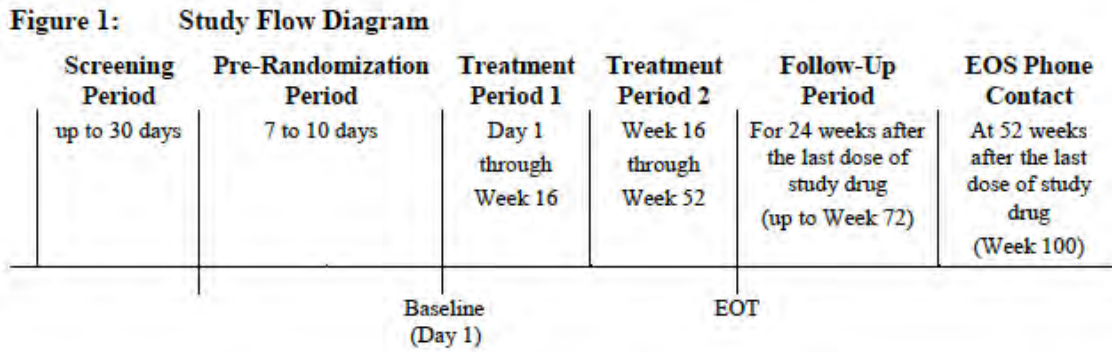 Figure 1: Study Flow Diagram
Screening Period
up to 30 days
Pre-Randomization Period
7 to 10 days
Treatment Period 1
Day 1
through
Week 16
Treatment Period 2
Week 16
through
Week 52
Follow-Up Period
For 24 weeks after
the last dose of
study drug
(up to Week 72)
EOS Phone Contact
At 52 weeks
after the last
dose of study
drug
(Week 100)
Baseline
(Day 1)
EOT